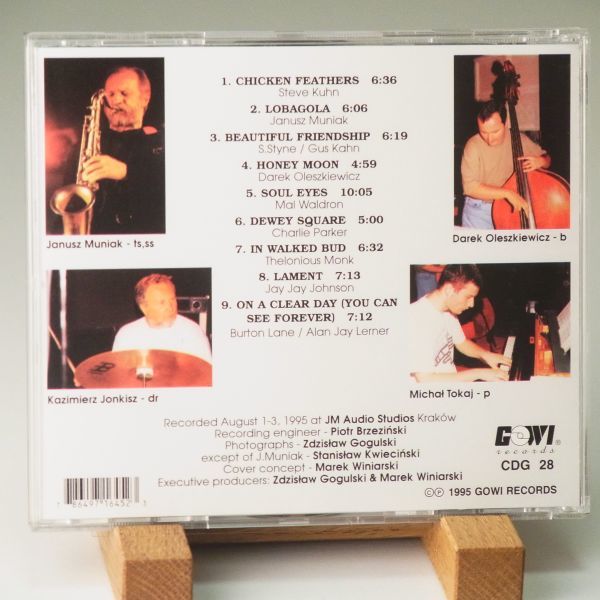 1. CHICKEN FEATHERS 6:36
Steve Kuhn
2. LOBAGOLA 6:06
Janusz Muniak
3. BEAUTIFUL FRIENDSHIP 6:19
S.Styne / Gus Kahn
4. HONEY MOON 4:59
Darek Oleszkiewicz
5. SOUL EYES 10:05
Mal Waldron
6. DEWEY SQUARE 5:00
Charlie Parker
7. IN WALKED BUD 6:32
Thelonious Monk
8. LAMENT 7:13
Jay Jay Johnson
9. ON A CLEAR DAY (YOU CAN
SEE FOREVER) 7:12
Burton Lane / Alan Jay Lerner
Janusz Muniak - ts,ss
Darek Oleszkiewicz - b
Kazimierz Jonkisz - dr
Michał Tokaj - p
Recorded August 1-3, 1995 at JM Audio Studios Kraków
Recording engineer - Piotr Brzeziński
Photographs - Zdzisław Gogulski
except of J.Muniak - Stanisław Kwieciński
Cover concept - Marek Winiarski
Executive producers: Zdzisław Gogulski & Marek Winiarski
GOWI®
records
CDG 28
©℗ 1995 GOWI RECORDS
7 86497 16452 3